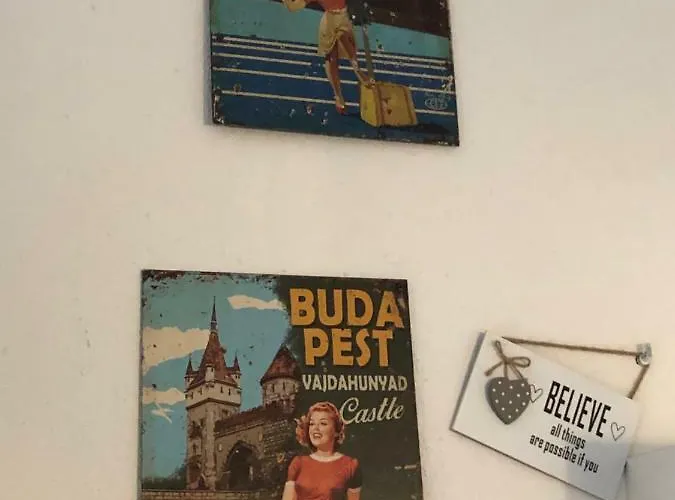 BUDA
PEST
VAJDAHUNYAD
Castle
BELIEVE
all things
are possible if you